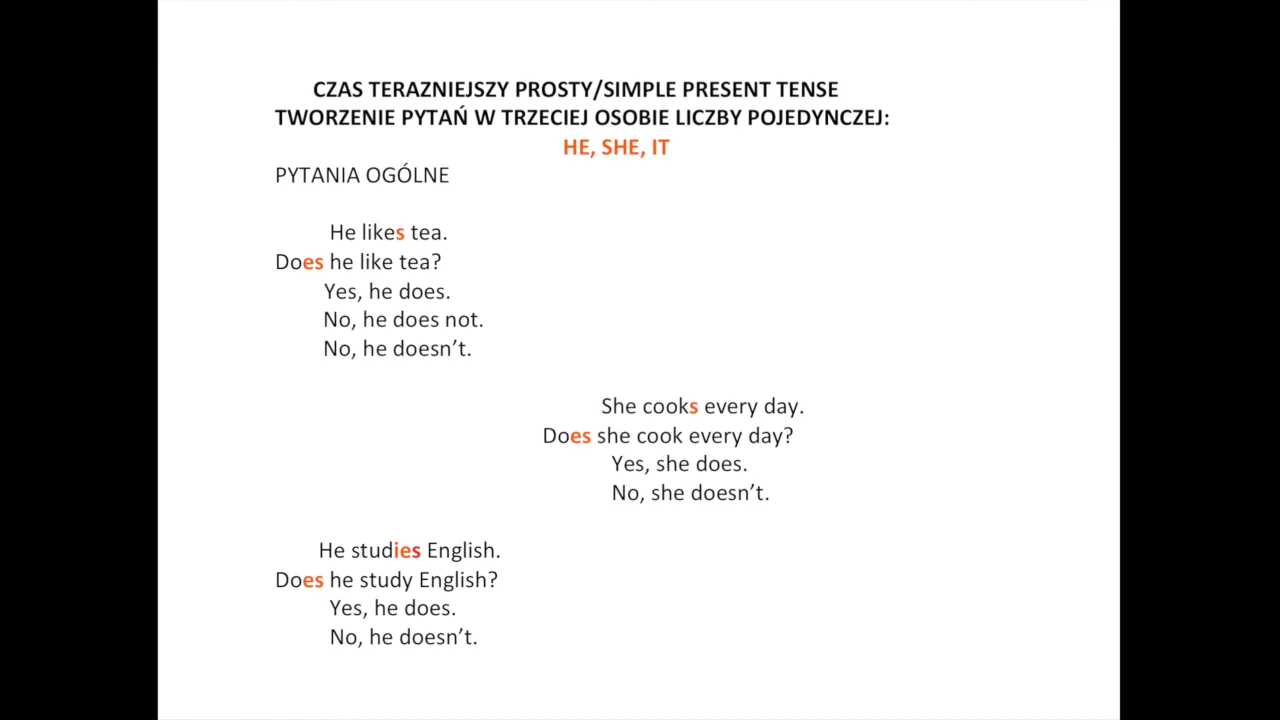 CZAS TERAZNIEJSZY PROSTY/SIMPLE PRESENT TENSE
TWORZENIE PYTAŃ W TRZECIEJ OSOBIE LICZBY POJEDYNCZEJ:
HE, SHE, IT
PYTANIA OGÓLNE
He likes tea.
Does he like tea?
Yes, he does.
No, he does not.
No, he doesn’t.
She cooks every day.
Does she cook every day?
Yes, she does.
No, she doesn’t.
He studies English.
Does he study English?
Yes, he does.
No, he doesn’t.